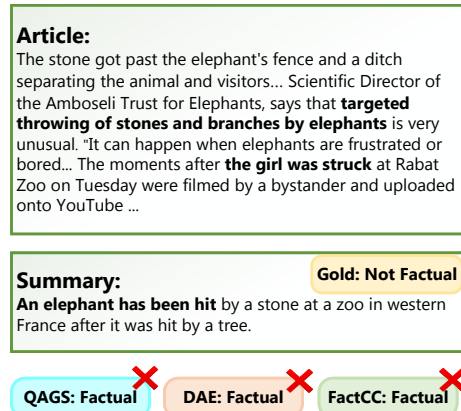 Article:
The stone got past the elephant's fence and a ditch
separating the animal and visitors... Scientific Director of
the Amboseli Trust for Elephants, says that targeted
throwing of stones and branches by elephants is very
unusual. "It can happen when elephants are frustrated or
bored... The moments after the girl was struck at Rabat
Zoo on Tuesday were filmed by a bystander and uploaded
onto YouTube ...
Gold: Not Factual
Summary:
An elephant has been hit by a stone at a zoo in western
France after it was hit by a tree.
QAGS: Factual
DAE: Factual
FactCC: Factual